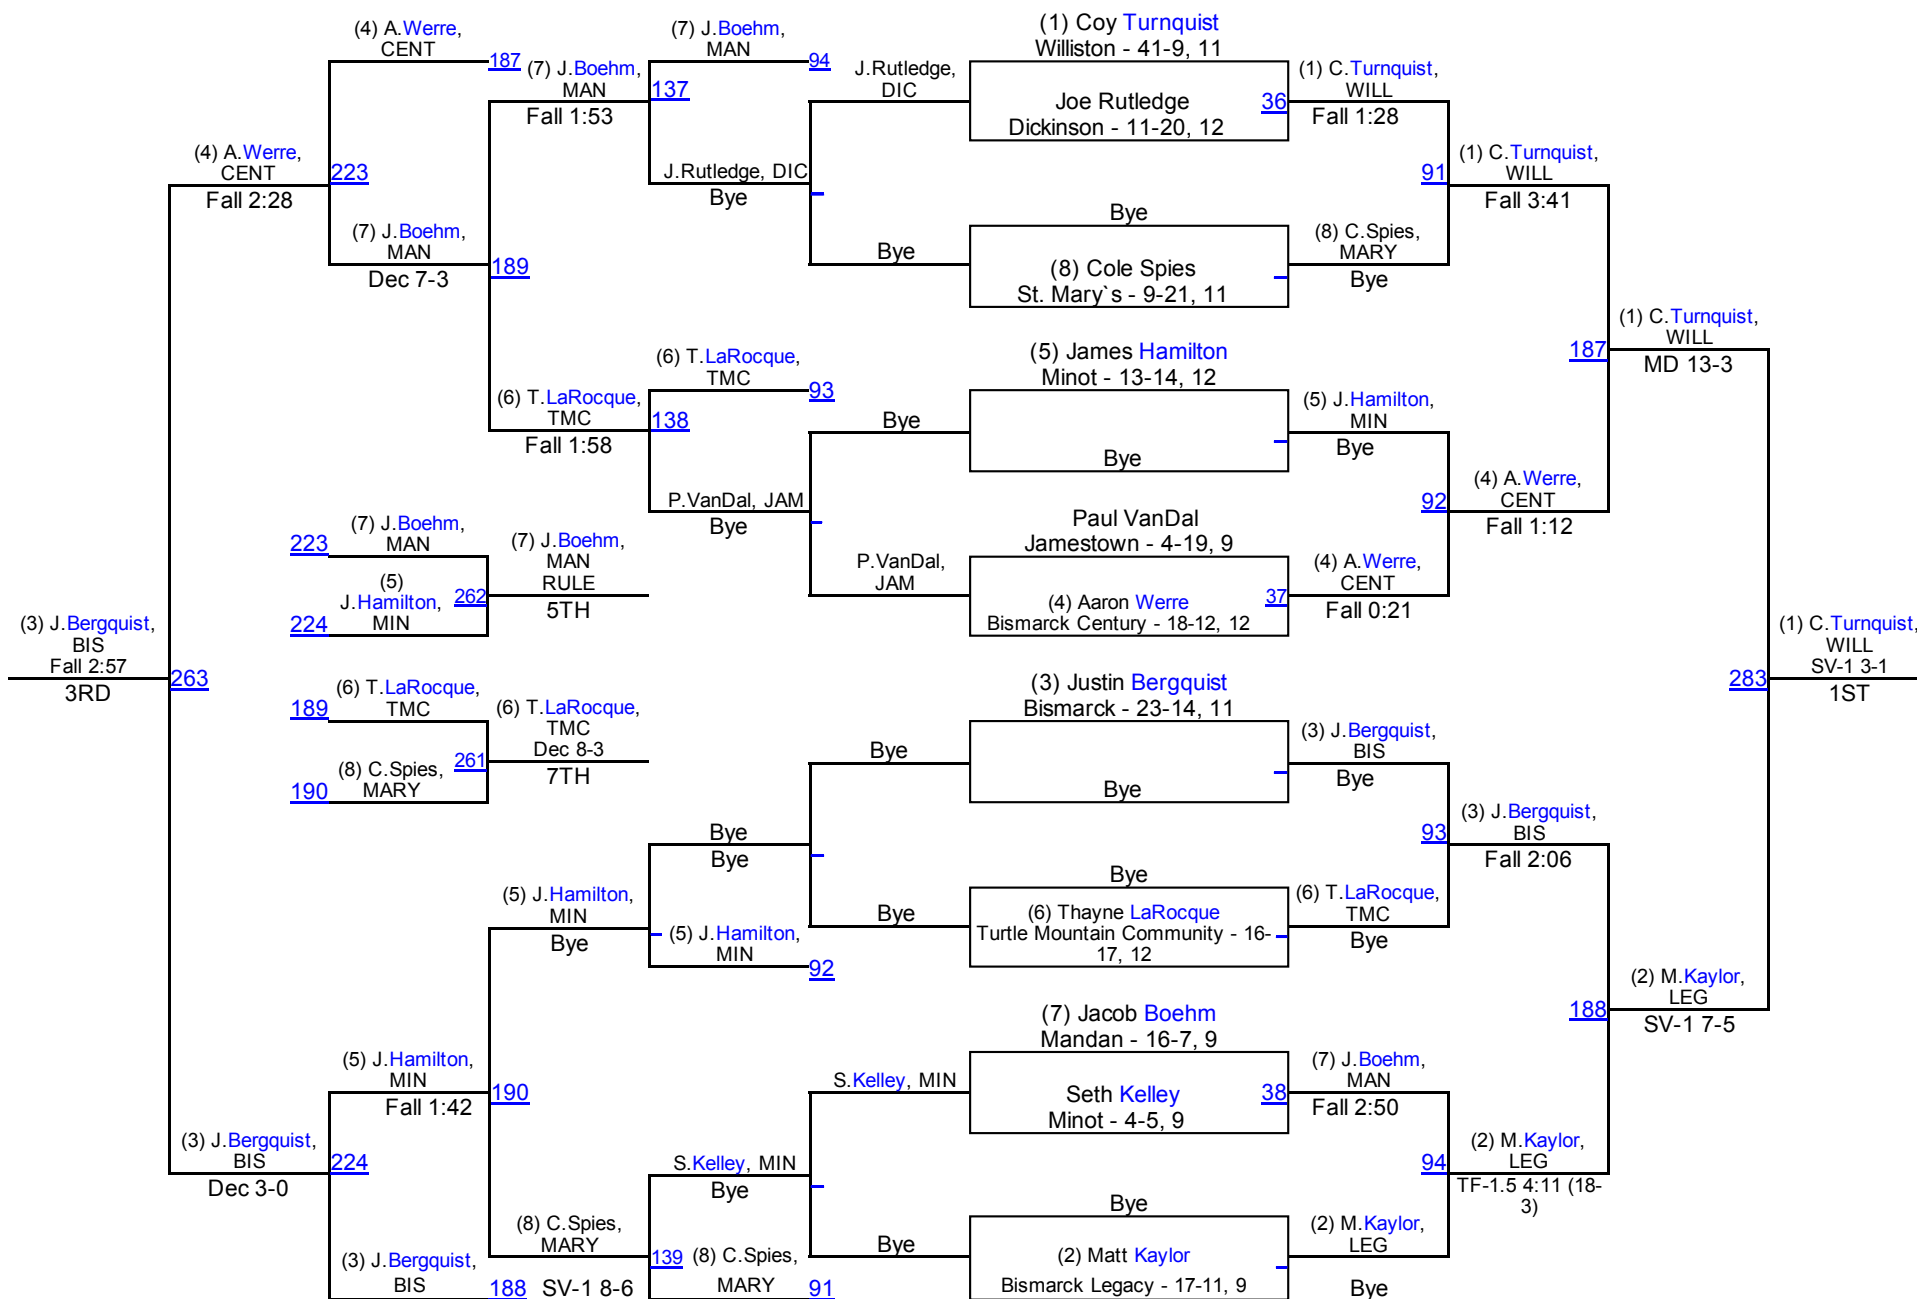 (4) A.Werre,
CENT
187
(7) J.Boehm,
MAN
94
(7) J.Boehm,
MAN
Fall 1:53
137
J.Rutledge,
DIC
(1) Coy Turnquist
Williston - 41-9, 11
Joe Rutledge
Dickinson - 11-20, 12
36
(1) C.Turnquist,
WILL
Fall 1:28
(4) A.Werre,
CENT
Fall 2:28
223
J.Rutledge, DIC
Bye
91
(1) C.Turnquist,
WILL
Fall 3:41
(7) J.Boehm,
MAN
Dec 7-3
189
Bye
Bye
(8) Cole Spies
St. Mary`s - 9-21, 11
(8) C.Spies,
MARY
Bye
(6) T.LaRocque,
TMC
93
(6) T.LaRocque,
TMC
Fall 1:58
138
(5) James Hamilton
Minot - 13-14, 12
Bye
Bye
(5) J.Hamilton,
MIN
Bye
187
(1) C.Turnquist,
WILL
MD 13-3
P.VanDal, JAM
Bye
92
(4) A.Werre,
CENT
Fall 1:12
223
(7) J.Boehm,
MAN
(5)
J.Hamilton,
MIN
224
262
(7) J.Boehm,
MAN
RULE
5TH
P.VanDal,
JAM
Paul VanDal
Jamestown - 4-19, 9
(4) Aaron Werre
Bismarck Century - 18-12, 12
37
(4) A.Werre,
CENT
Fall 0:21
(3) J.Bergquist,
BIS
Fall 2:57
3RD
263
283
(1) C.Turnquist,
WILL
SV-1 3-1
1ST
189
(6) T.LaRocque,
TMC
(8) C.Spies,
MARY
190
261
(6) T.LaRocque,
TMC
Dec 8-3
7TH
Bye
(3) Justin Bergquist
Bismarck - 23-14, 11
Bye
(3) J.Bergquist,
BIS
Bye
Bye
Bye
93
(3) J.Bergquist,
BIS
Fall 2:06
(5) J.Hamilton,
MIN
Bye
(5) J.Hamilton,
MIN
92
Bye
Bye
(6) Thayne LaRocque
Turtle Mountain Community - 16-
17, 12
(6) T.LaRocque,
TMC
Bye
188
(2) M.Kaylor,
LEG
SV-1 7-5
(5) J.Hamilton,
MIN
Fall 1:42
190
S.Kelley, MIN
(7) Jacob Boehm
Mandan - 16-7, 9
Seth Kelley
Minot - 4-5, 9
38
(7) J.Boehm,
MAN
Fall 2:50
(3) J.Bergquist,
BIS
Dec 3-0
224
S.Kelley, MIN
Bye
94
(2) M.Kaylor,
LEG
TF-1.5 4:11 (18-
3)
(3) J.Bergquist,
BIS
188
(8) C.Spies,
MARY
SV-1 8-6
139
(8) C.Spies,
MARY
91
Bye
Bye
(2) Matt Kaylor
Bismarck Legacy - 17-11, 9
(2) M.Kaylor,
LEG
Bye